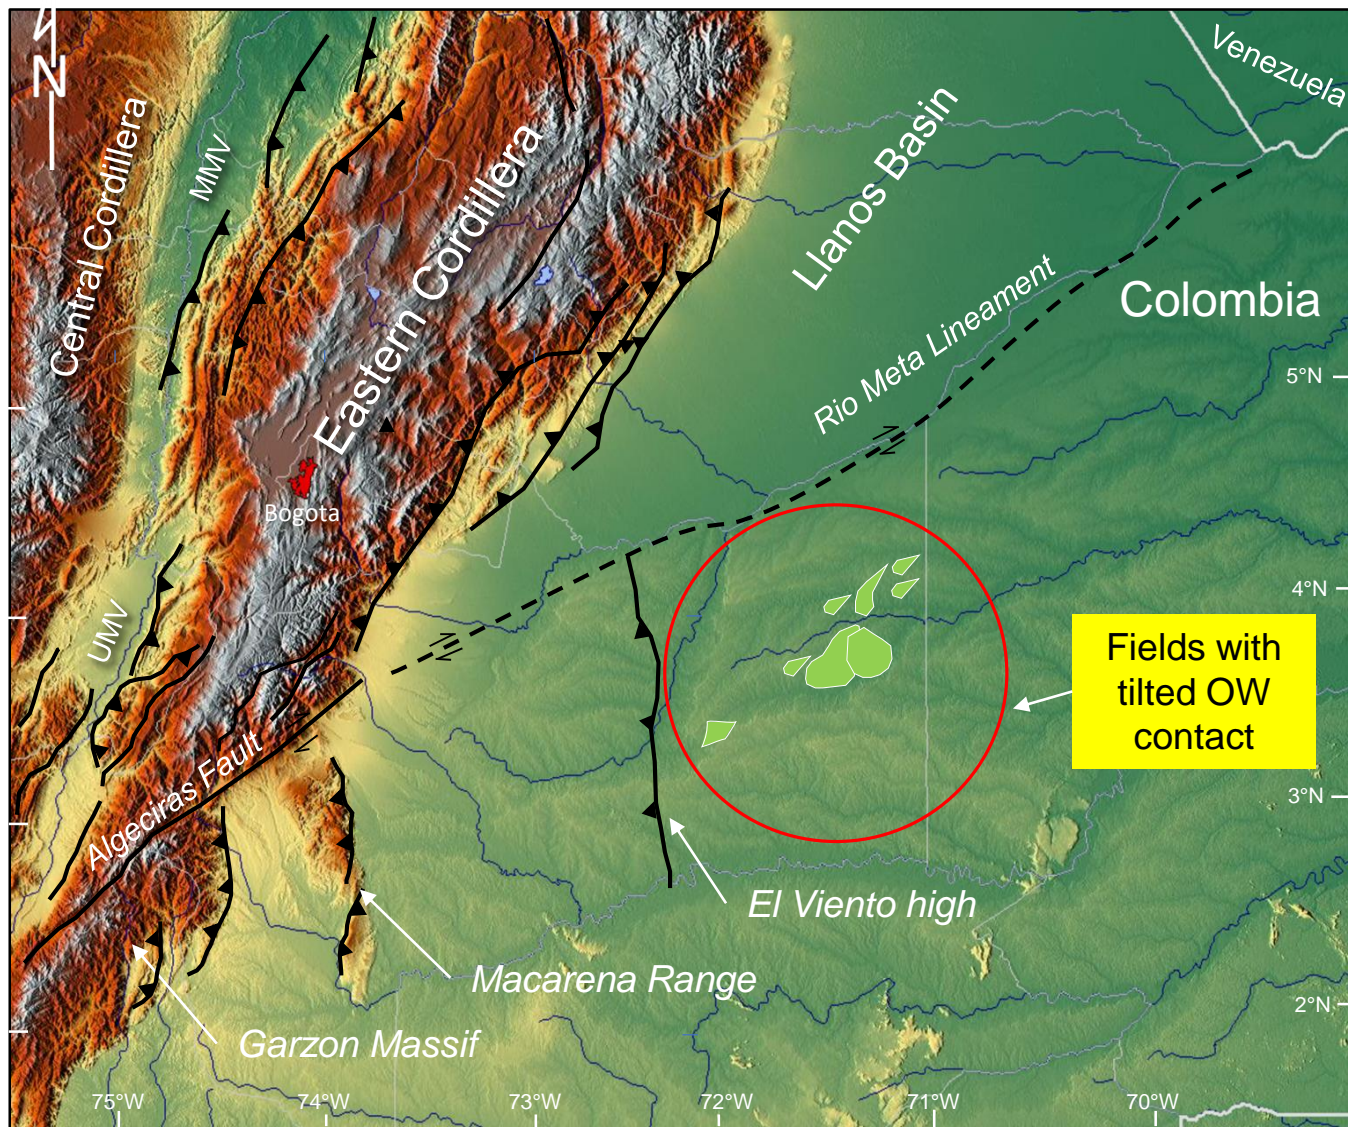 N
Venezuela
Central Cordillera
MMV
Eastern Cordillera
Llanos Basin
Colombia
Rio Meta Lineament
5°N
Bogota
4°N
UMV
Fields with
tilted OW
contact
Algeciras Fault
3°N
El Viento high
Macarena Range
2°N
Garzon Massif
75°W
74°W
73°W
72°W
71°W
70°W